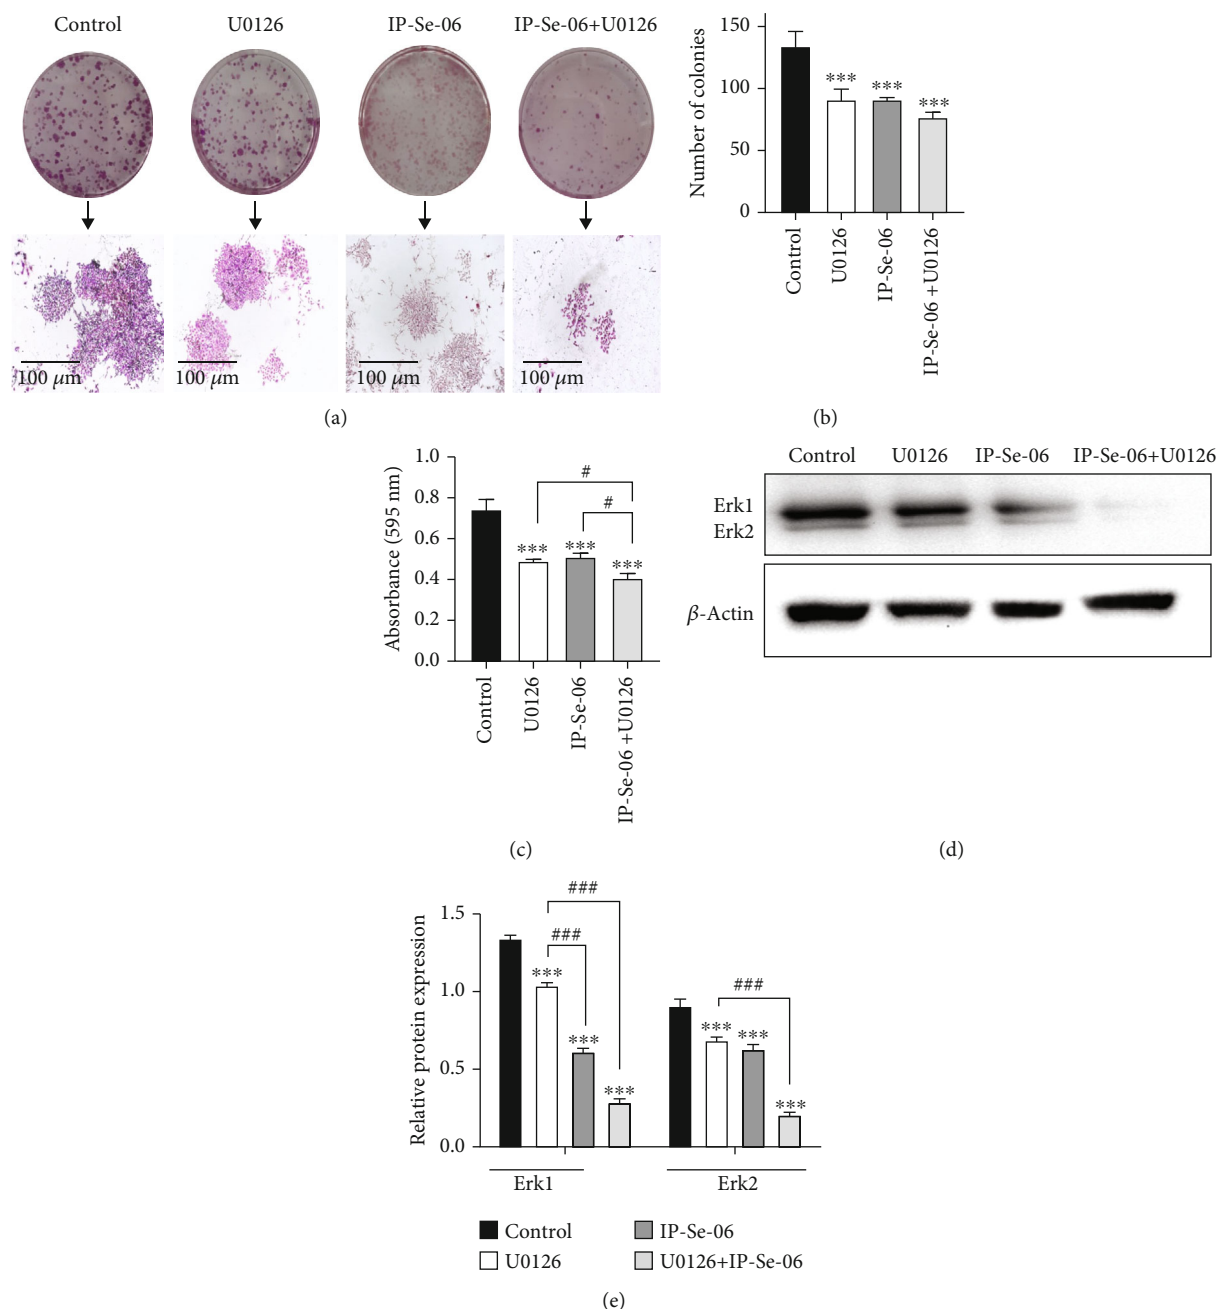 Control U0126 IP-Se-06 IP-Se-06+U0126
100 μm 100 μm 100 μm 100 μm
(a)
Number of colonies
150
100
50
0
*** *** ***
Control
U0126
IP-Se-06
IP-Se-06 +U0126
(b)
Absorbance (595 nm)
1.0
0.8
0.6
0.4
0.2
0.0
#
#
*** *** ***
Control
U0126
IP-Se-06
IP-Se-06 +U0126
(c)
Control U0126 IP-Se-06 IP-Se-06+U0126
Erk1
Erk2
β-Actin
(d)
Relative protein expression
1.5
1.0
0.5
0.0
###
###
***
***
***
###
*** ***
***
Erk1 Erk2
Control IP-Se-06
U0126 U0126+IP-Se-06
(e)